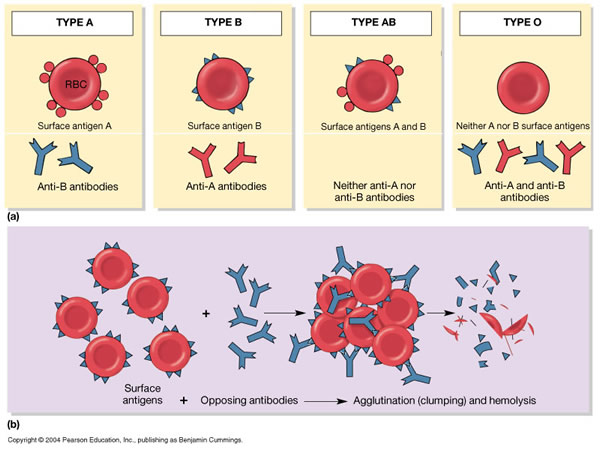 TYPE A
TYPE B
TYPE AB
TYPE O
RBC
Surface antigen A
Surface antigen B
Surface antigens A and B
Neither A nor B surface antigens
Anti-B antibodies
Anti-A antibodies
Neither anti-A nor
anti-B antibodies
Anti-A and anti-B
antibodies
(a)
+
Surface
antigens
+ Opposing antibodies
Agglutination (clumping) and hemolysis
(b)
Copyright © 2004 Pearson Education, Inc., publishing as Benjamin Cummings.